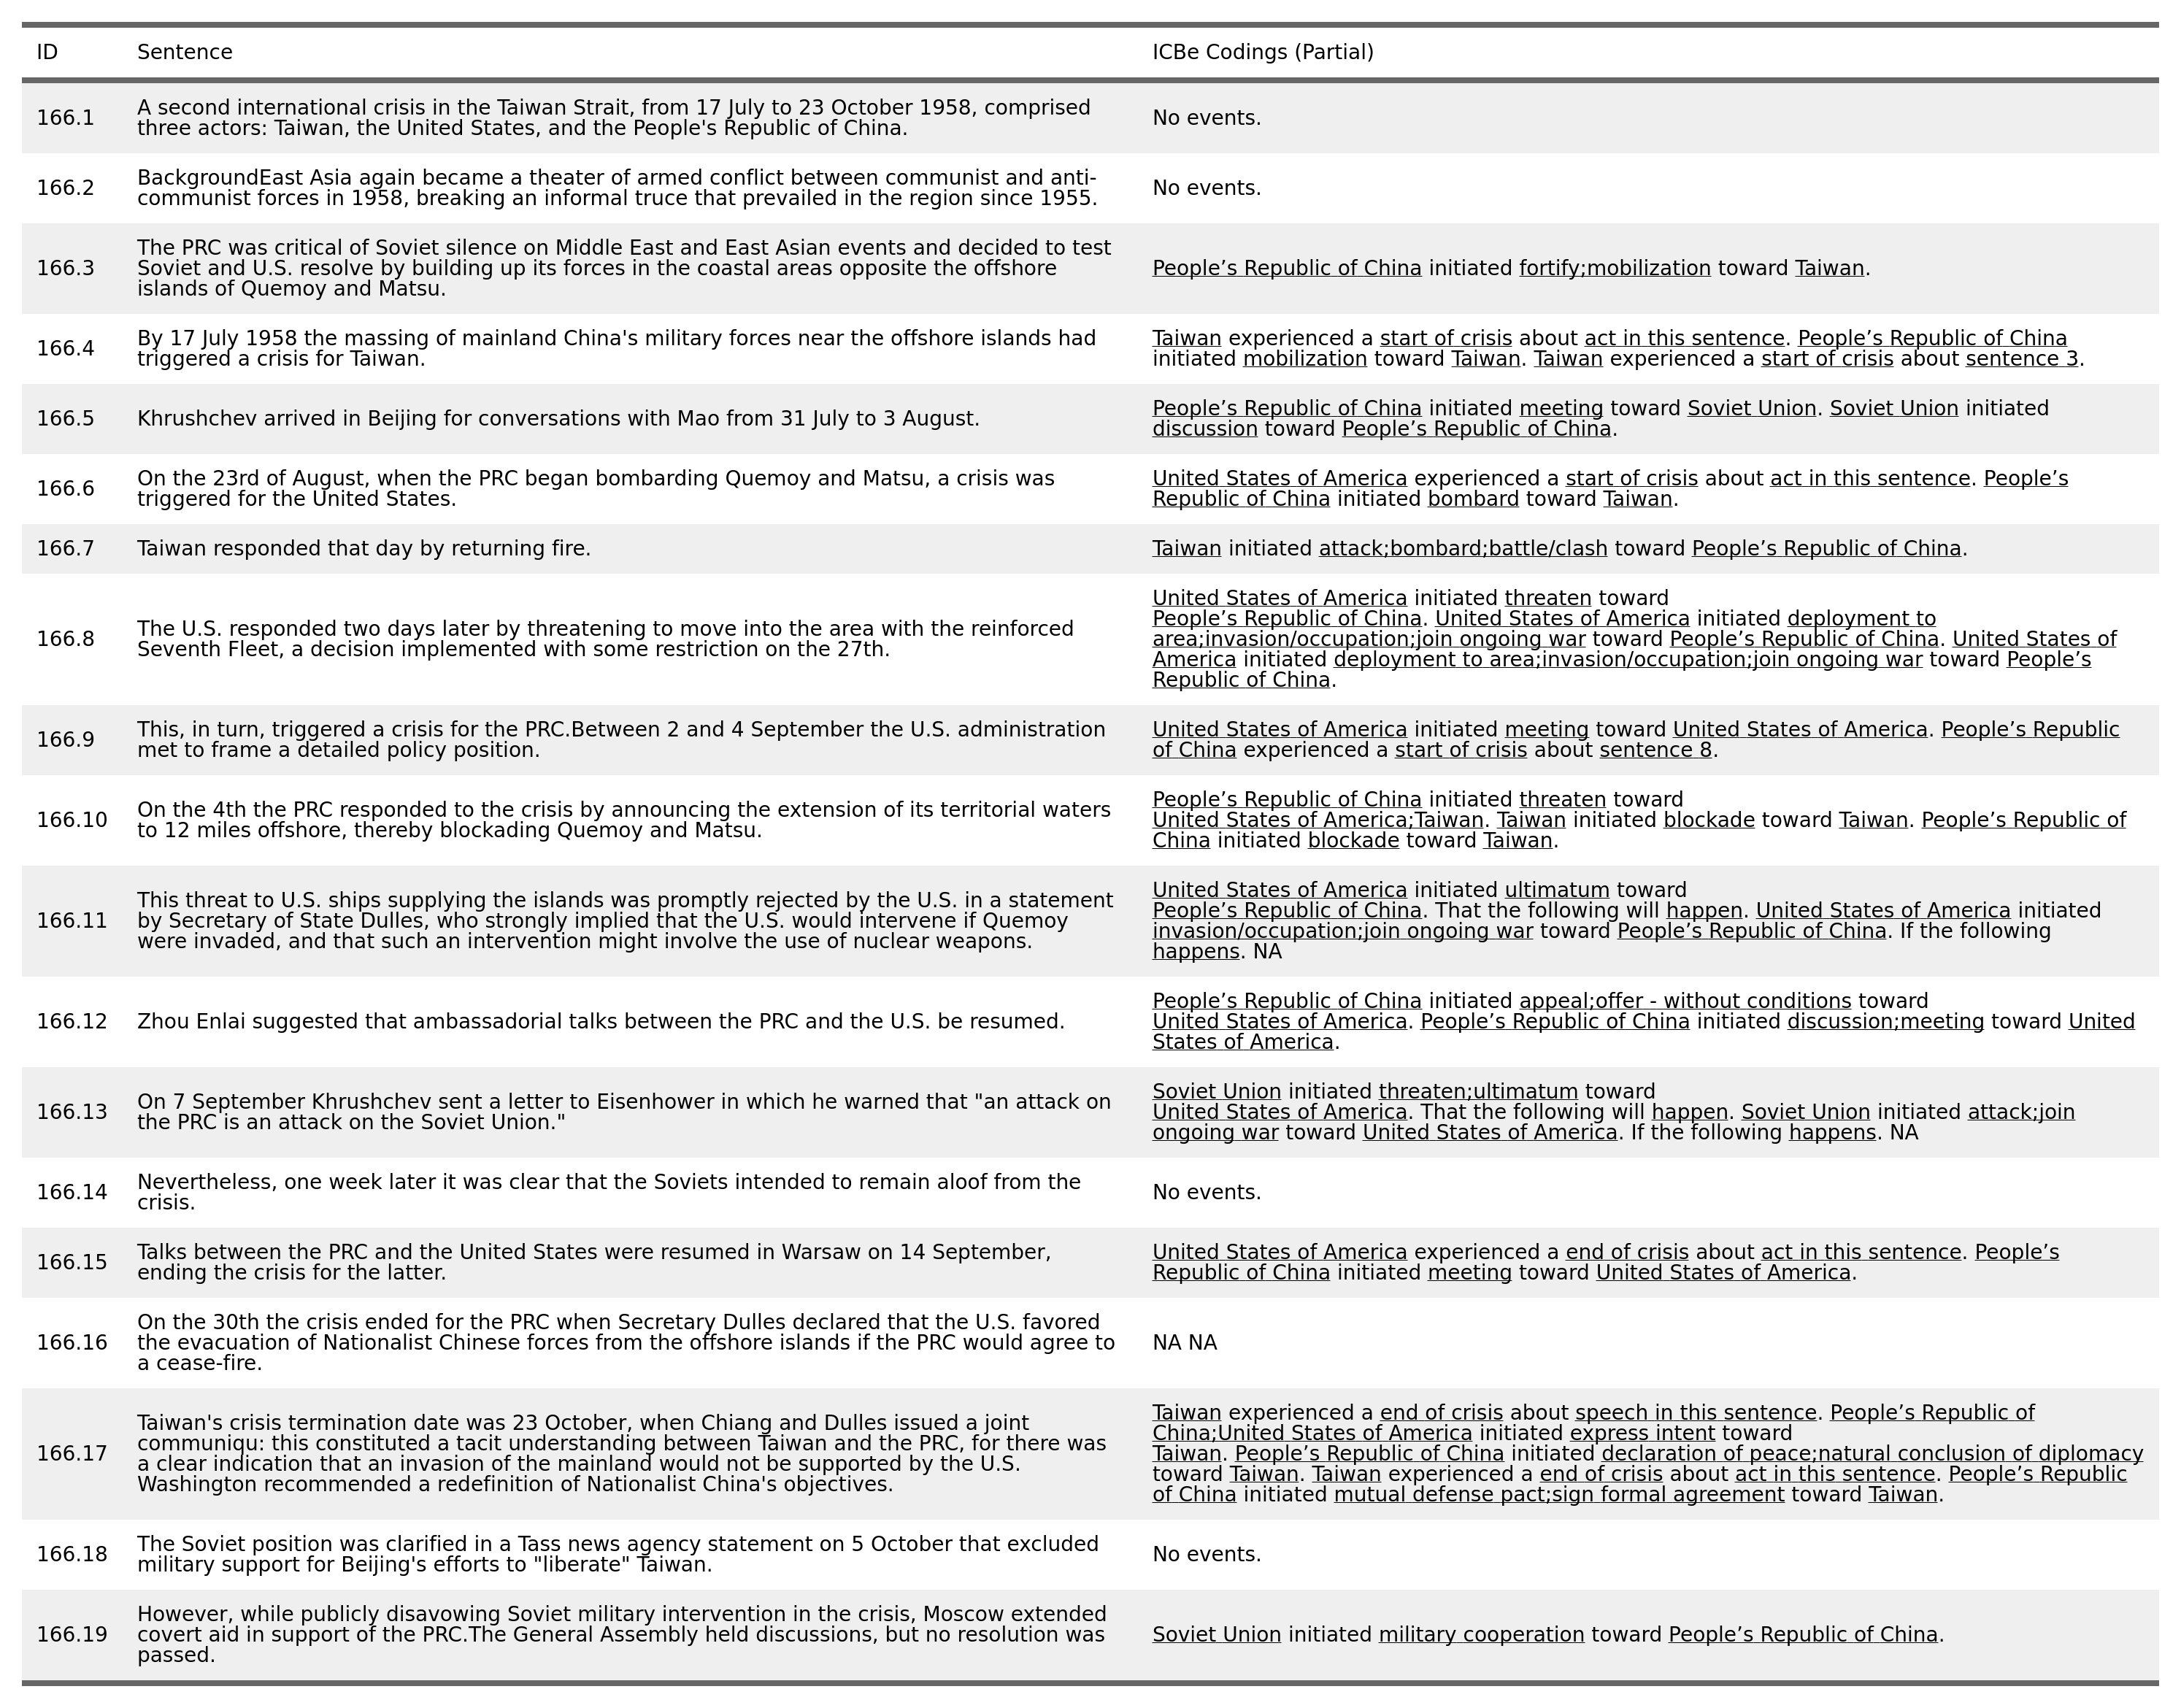 ID Sentence ICBe Codings (Partial)
166.1
A second international crisis in the Taiwan Strait, from 17 July to 23 October 1958, comprised
three actors: Taiwan, the United States, and the People's Republic of China.
No events.
166.2
BackgroundEast Asia again became a theater of armed conflict between communist and anti-
communist forces in 1958, breaking an informal truce that prevailed in the region since 1955.
No events.
166.3
The PRC was critical of Soviet silence on Middle East and East Asian events and decided to test
Soviet and U.S. resolve by building up its forces in the coastal areas opposite the offshore
islands of Quemoy and Matsu.
People’s Republic of China initiated fortify;mobilization toward Taiwan.
166.4
By 17 July 1958 the massing of mainland China's military forces near the offshore islands had
triggered a crisis for Taiwan.
Taiwan experienced a start of crisis about act in this sentence. People’s Republic of China
initiated mobilization toward Taiwan. Taiwan experienced a start of crisis about sentence 3.
166.5
Khrushchev arrived in Beijing for conversations with Mao from 31 July to 3 August.
People’s Republic of China initiated meeting toward Soviet Union. Soviet Union initiated
discussion toward People’s Republic of China.
166.6
On the 23rd of August, when the PRC began bombarding Quemoy and Matsu, a crisis was
triggered for the United States.
United States of America experienced a start of crisis about act in this sentence. People’s
Republic of China initiated bombard toward Taiwan.
166.7
Taiwan responded that day by returning fire.
Taiwan initiated attack;bombard;battle/clash toward People’s Republic of China.
166.8
The U.S. responded two days later by threatening to move into the area with the reinforced
Seventh Fleet, a decision implemented with some restriction on the 27th.
United States of America initiated threaten toward
People’s Republic of China. United States of America initiated deployment to
area;invasion/occupation;join ongoing war toward People’s Republic of China. United States of
America initiated deployment to area;invasion/occupation;join ongoing war toward People’s
Republic of China.
166.9
This, in turn, triggered a crisis for the PRC.Between 2 and 4 September the U.S. administration
met to frame a detailed policy position.
United States of America initiated meeting toward United States of America. People’s Republic
of China experienced a start of crisis about sentence 8.
166.10
On the 4th the PRC responded to the crisis by announcing the extension of its territorial waters
to 12 miles offshore, thereby blockading Quemoy and Matsu.
People’s Republic of China initiated threaten toward
United States of America;Taiwan. Taiwan initiated blockade toward Taiwan. People’s Republic of
China initiated blockade toward Taiwan.
166.11
This threat to U.S. ships supplying the islands was promptly rejected by the U.S. in a statement
by Secretary of State Dulles, who strongly implied that the U.S. would intervene if Quemoy
were invaded, and that such an intervention might involve the use of nuclear weapons.
United States of America initiated ultimatum toward
People’s Republic of China. That the following will happen. United States of America initiated
invasion/occupation;join ongoing war toward People’s Republic of China. If the following
happens. NA
166.12
Zhou Enlai suggested that ambassadorial talks between the PRC and the U.S. be resumed.
People’s Republic of China initiated appeal;offer - without conditions toward
United States of America. People’s Republic of China initiated discussion;meeting toward United
States of America.
166.13
On 7 September Khrushchev sent a letter to Eisenhower in which he warned that "an attack on
the PRC is an attack on the Soviet Union."
Soviet Union initiated threaten;ultimatum toward
United States of America. That the following will happen. Soviet Union initiated attack;join
ongoing war toward United States of America. If the following happens. NA
166.14
Nevertheless, one week later it was clear that the Soviets intended to remain aloof from the
crisis.
No events.
166.15
Talks between the PRC and the United States were resumed in Warsaw on 14 September,
ending the crisis for the latter.
United States of America experienced a end of crisis about act in this sentence. People’s
Republic of China initiated meeting toward United States of America.
166.16
On the 30th the crisis ended for the PRC when Secretary Dulles declared that the U.S. favored
the evacuation of Nationalist Chinese forces from the offshore islands if the PRC would agree to
a cease-fire.
NA NA
166.17
Taiwan's crisis termination date was 23 October, when Chiang and Dulles issued a joint
communiqu: this constituted a tacit understanding between Taiwan and the PRC, for there was
a clear indication that an invasion of the mainland would not be supported by the U.S.
Washington recommended a redefinition of Nationalist China's objectives.
Taiwan experienced a end of crisis about speech in this sentence. People’s Republic of
China;United States of America initiated express intent toward
Taiwan. People’s Republic of China initiated declaration of peace;natural conclusion of diplomacy
toward Taiwan. Taiwan experienced a end of crisis about act in this sentence. People’s Republic
of China initiated mutual defense pact;sign formal agreement toward Taiwan.
166.18
The Soviet position was clarified in a Tass news agency statement on 5 October that excluded
military support for Beijing's efforts to "liberate" Taiwan.
No events.
166.19
However, while publicly disavowing Soviet military intervention in the crisis, Moscow extended
covert aid in support of the PRC.The General Assembly held discussions, but no resolution was
passed.
Soviet Union initiated military cooperation toward People’s Republic of China.